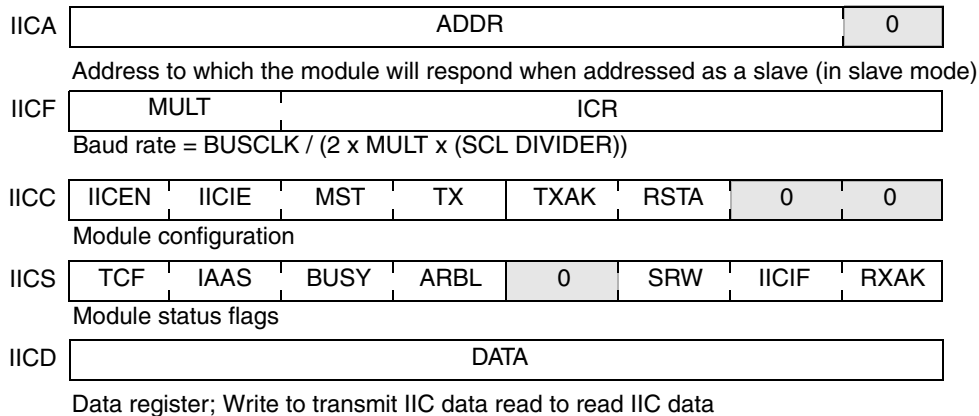 IICA ADDR 0
Address to which the module will respond when addressed as a slave (in slave mode)
IICF MULT ICR
Baud rate = BUSCLK / (2 x MULT x (SCL DIVIDER))
IICC IICEN IICIE MST TX TXAK RSTA 0 0
Module configuration
IICS TCF IAAS BUSY ARBL 0 SRW IICIF RXAK
Module status flags
IICD DATA
Data register; Write to transmit IIC data read to read IIC data